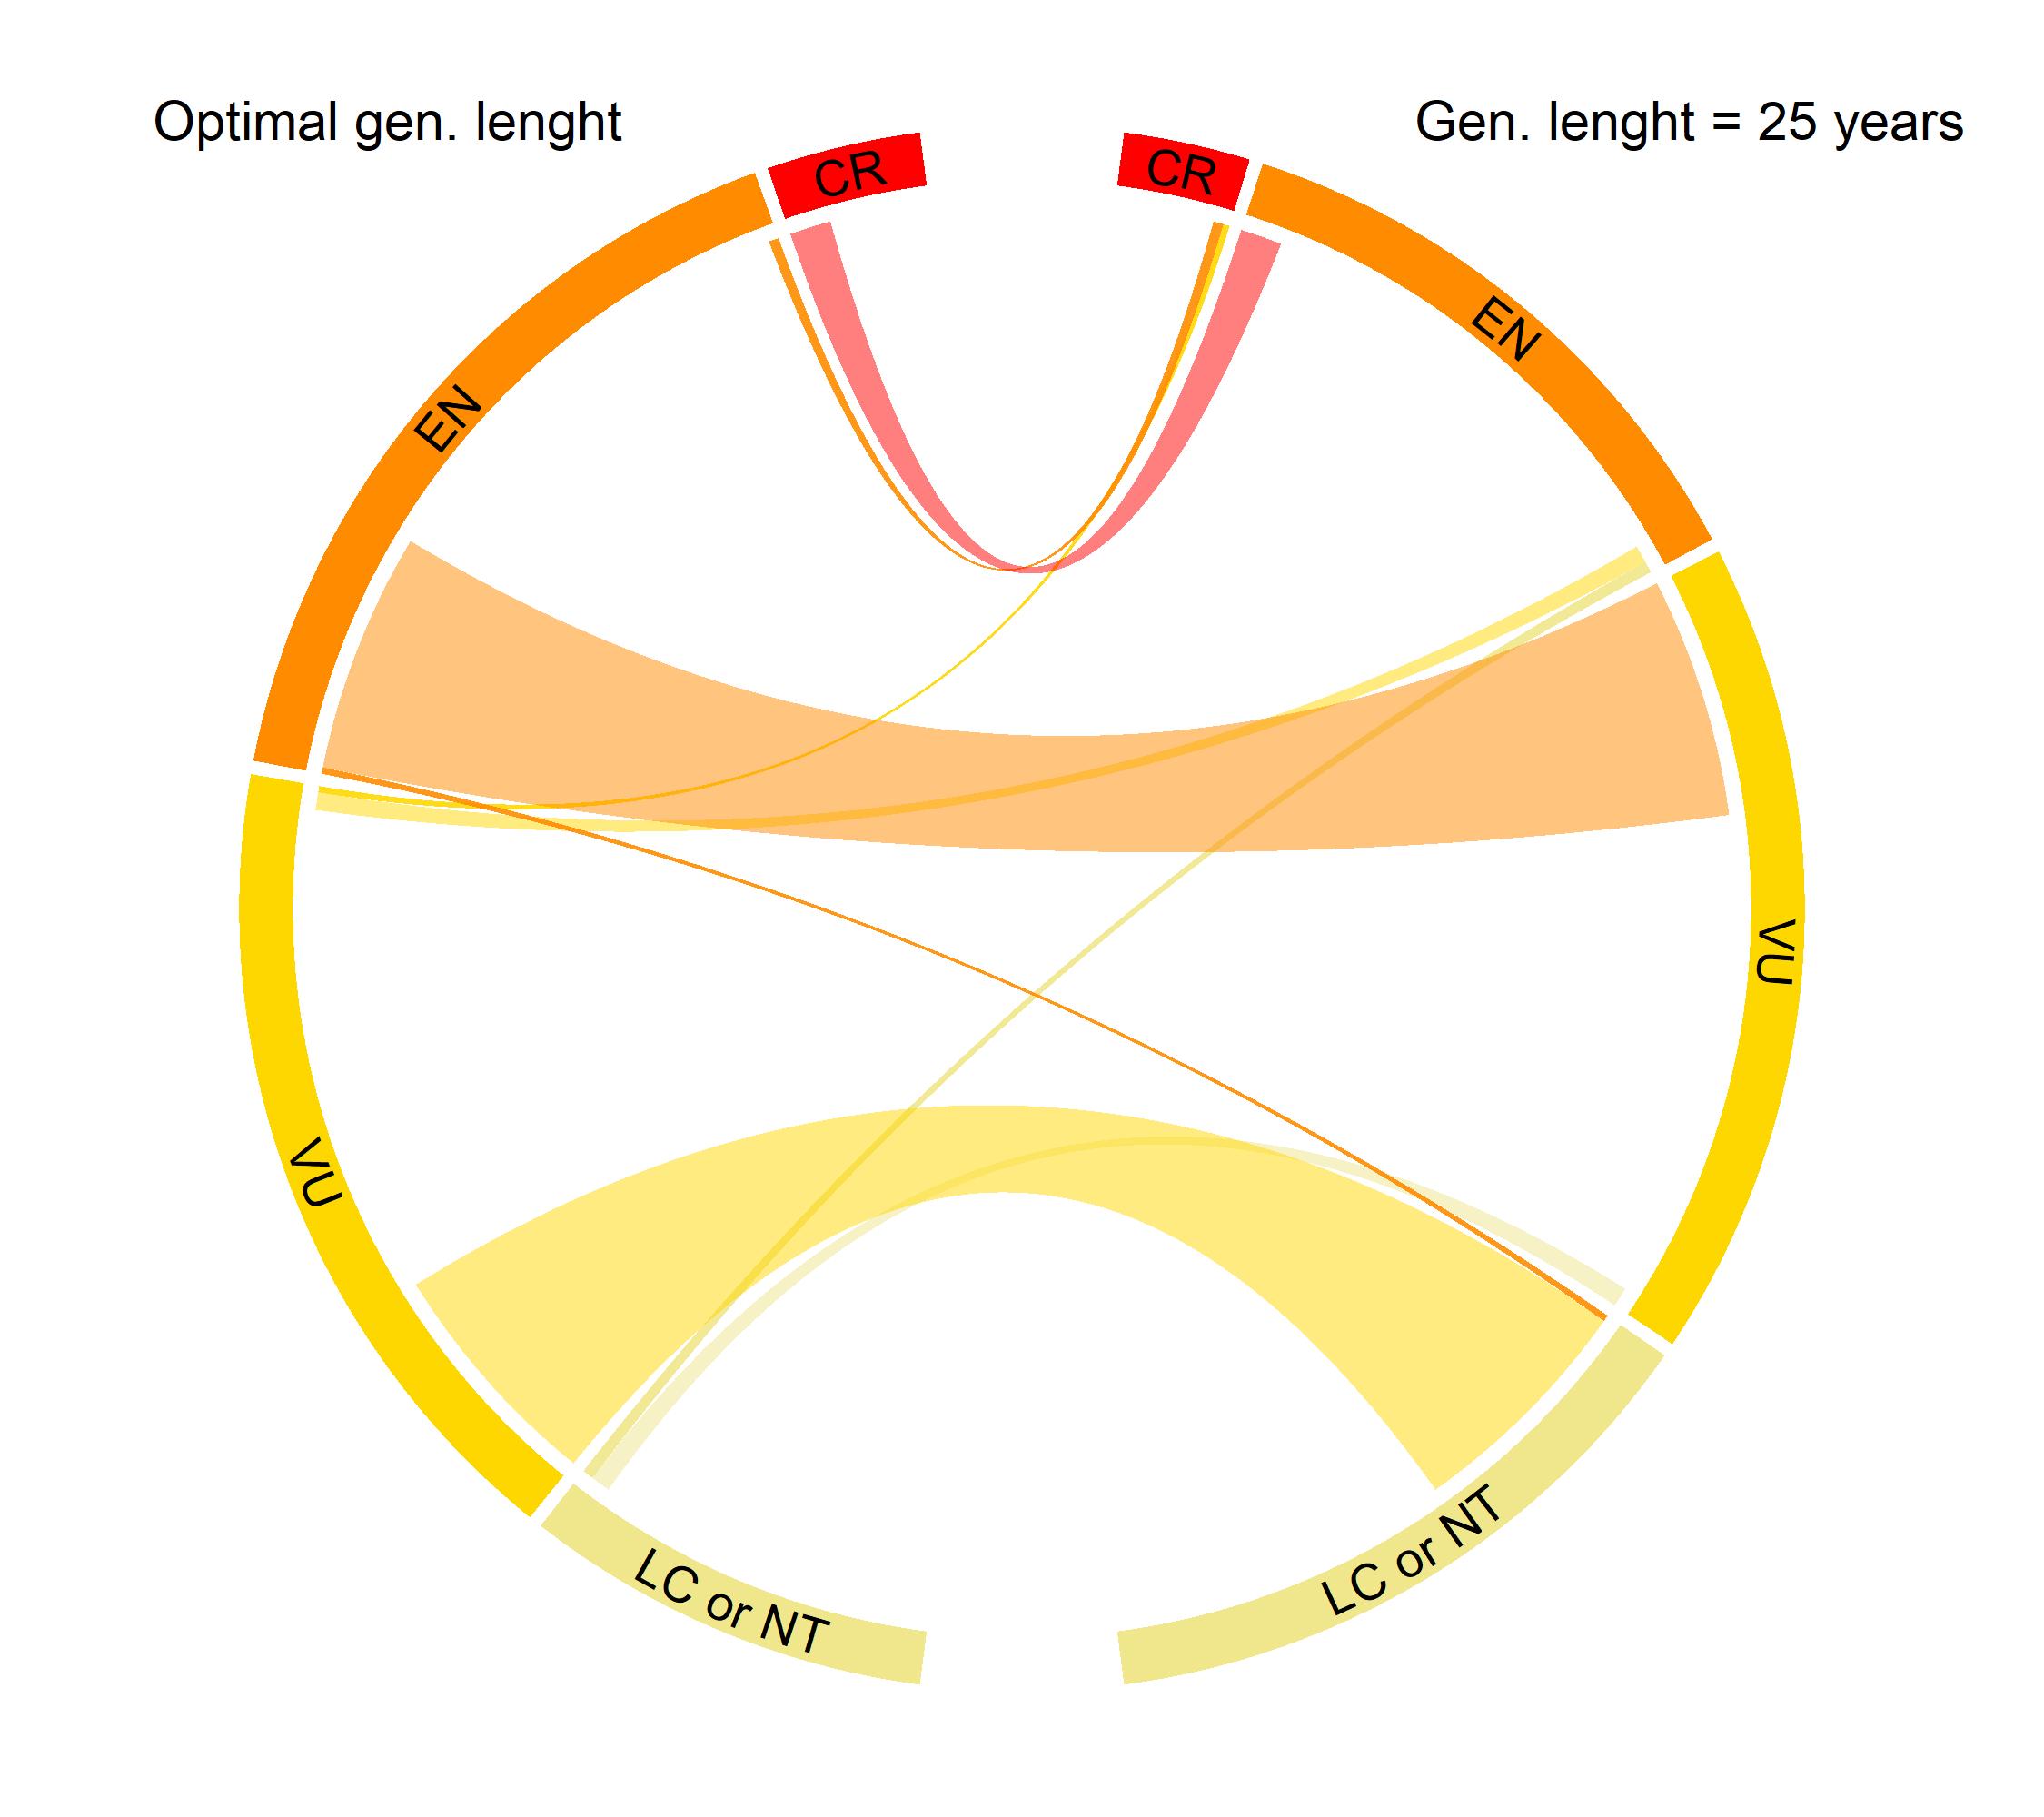 Optimal gen. lenght
Gen. lenght = 25 years
CR
CR
EN
EN
VU
VU
LC or NT
LC or NT